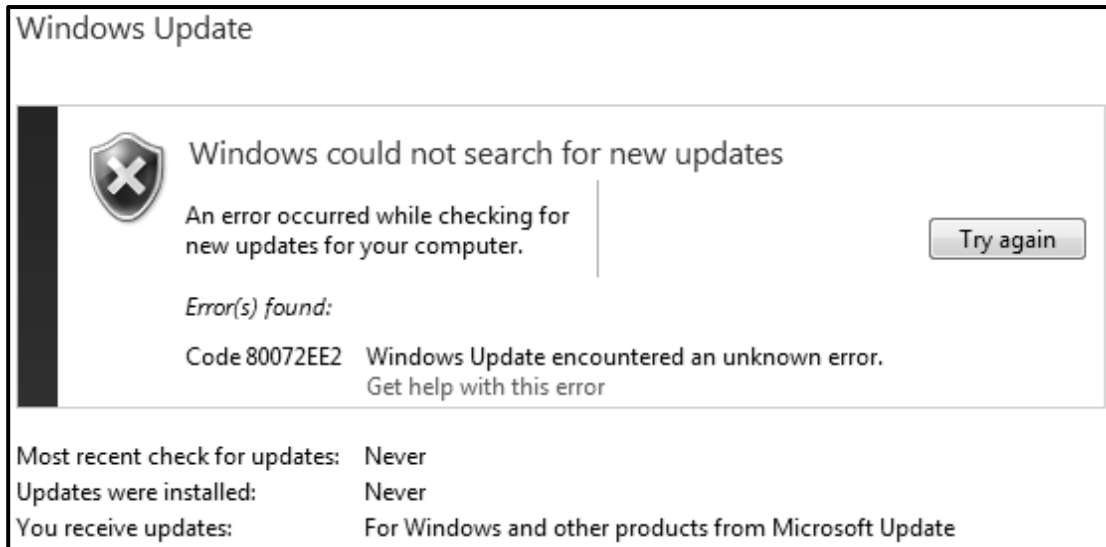 Windows Update
Windows could not search for new updates
An error occurred while checking for
new updates for your computer.
Try again
Error(s) found:
Code 80072EE2 Windows Update encountered an unknown error.
Get help with this error
Most recent check for updates: Never
Updates were installed: Never
You receive updates: For Windows and other products from Microsoft Update